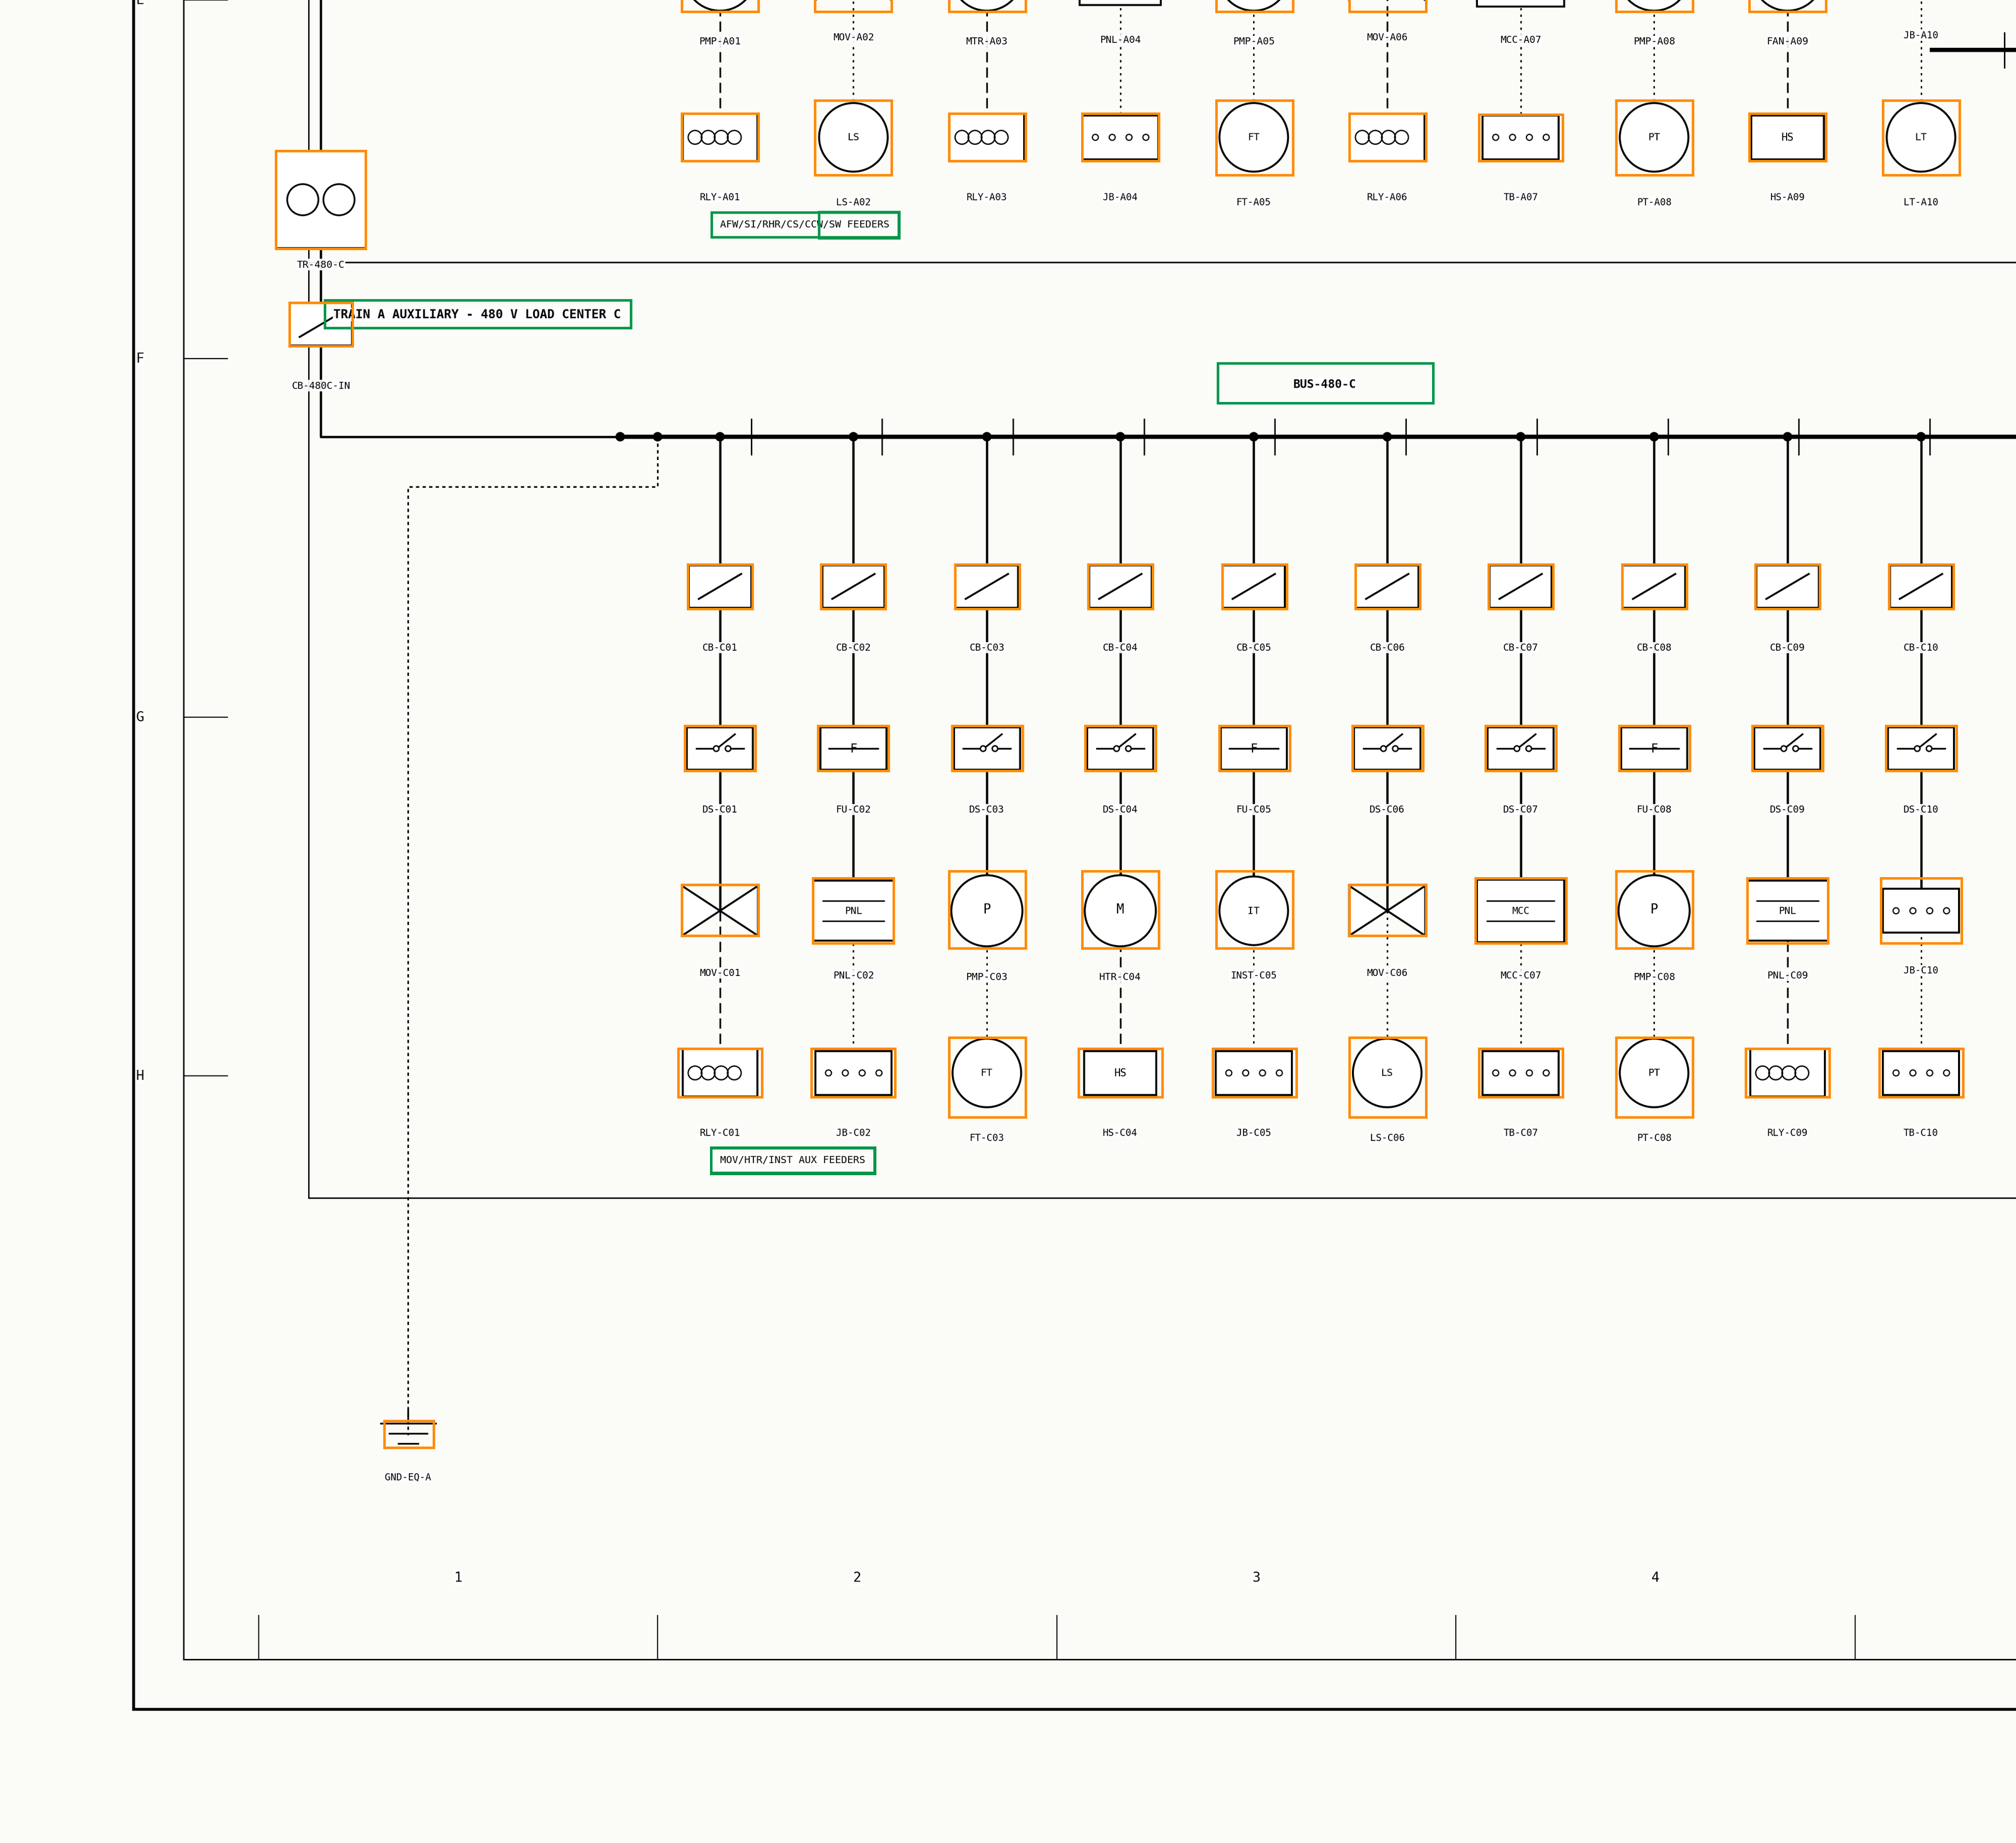 E
PMP-A01 MOV-A02 MTR-A03 PNL-A04 PMP-A05 MOV-A06 MCC-A07 PMP-A08 FAN-A09 JB-A10
LS FT PT HS LT
RLY-A01 LS-A02 RLY-A03 JB-A04 FT-A05 RLY-A06 TB-A07 PT-A08 HS-A09 LT-A10
AFW/SI/RHR/CS/CCW/SW FEEDERS
TR-480-C
TRAIN A AUXILIARY - 480 V LOAD CENTER C
F
CB-480C-IN
BUS-480-C
CB-C01 CB-C02 CB-C03 CB-C04 CB-C05 CB-C06 CB-C07 CB-C08 CB-C09 CB-C10
G
F F F
DS-C01 FU-C02 DS-C03 DS-C04 FU-C05 DS-C06 DS-C07 FU-C08 DS-C09 DS-C10
PNL P M IT MCC P PNL
MOV-C01 PNL-C02 PMP-C03 HTR-C04 INST-C05 MOV-C06 MCC-C07 PMP-C08 PNL-C09 JB-C10
H
FT HS LS PT
RLY-C01 JB-C02 FT-C03 HS-C04 JB-C05 LS-C06 TB-C07 PT-C08 RLY-C09 TB-C10
MOV/HTR/INST AUX FEEDERS
GND-EQ-A
1 2 3 4